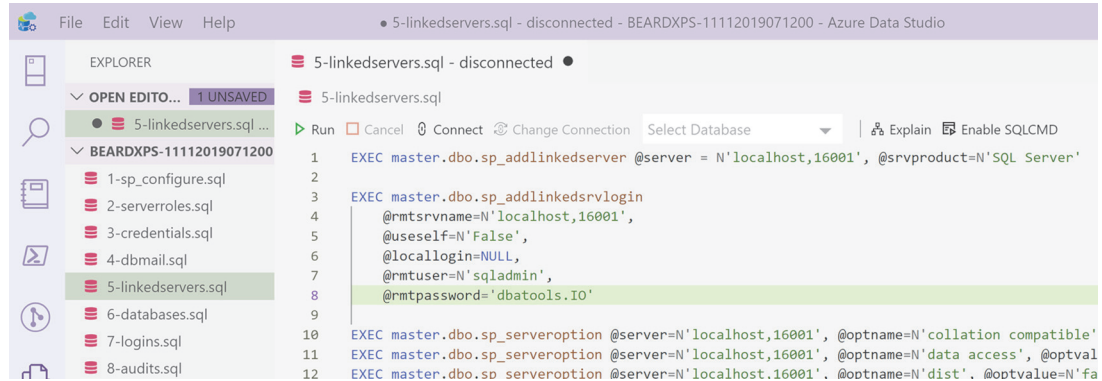 File Edit View Help
● 5-linkedservers.sql - disconnected - BEARDXPS-11112019071200 - Azure Data Studio
EXPLORER
OPEN EDITO... 1 UNSAVED
● 5-linkedservers.sql ...
BEARDXPS-11112019071200
1-sp_configure.sql
2-serverroles.sql
3-credentials.sql
4-dbmail.sql
5-linkedservers.sql
6-databases.sql
7-logins.sql
8-audits.sql
5-linkedservers.sql - disconnected ●
5-linkedservers.sql
Run Cancel Connect Change Connection Select Database Explain Enable SQLCMD
1 EXEC master.dbo.sp_addlinkedserver @server = N'localhost,16001', @srvproduct=N'SQL Server'
2
3 EXEC master.dbo.sp_addlinkedsrvlogin
4 @rmtsrvname=N'localhost,16001',
5 @useself=N'False',
6 @locallogin=NULL,
7 @rmtuser=N'sqladmin',
8 @rmtpassword='dbatools.IO'
9
10 EXEC master.dbo.sp_serveroption @server=N'localhost,16001', @optname=N'collation compatible'
11 EXEC master.dbo.sp_serveroption @server=N'localhost,16001', @optname=N'data access', @optval
12 EXEC master.dbo.sp_serveroption @server=N'localhost,16001', @optname=N'dist', @optvalue=N'fa